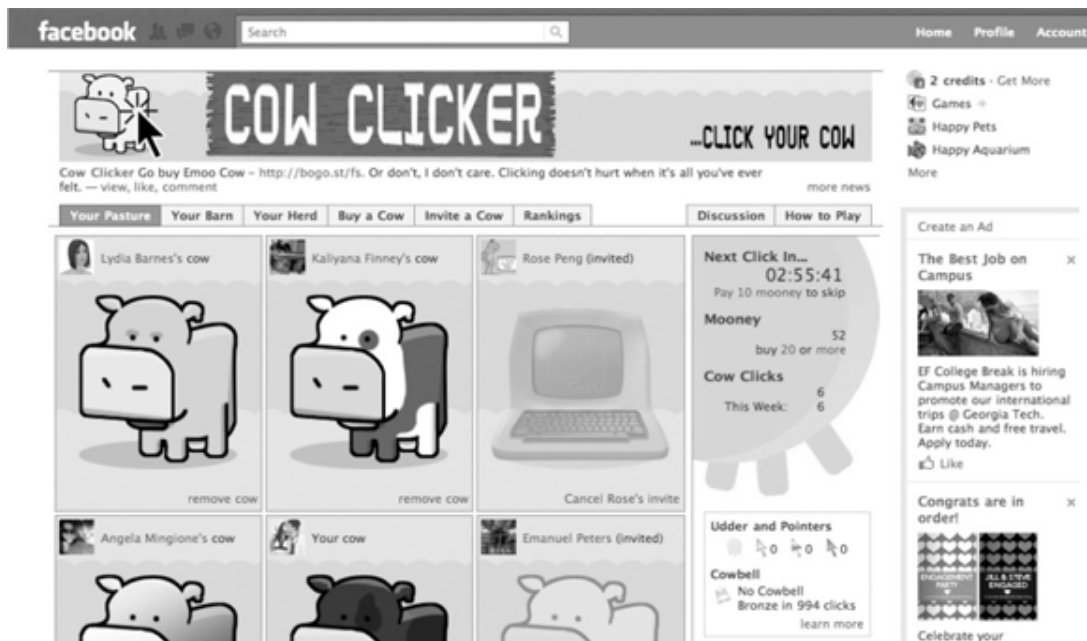 facebook
Search
Home Profile Account
COW CLICKER
...CLICK YOUR COW
Cow Clicker Go buy Emoo Cow – http://bogo.st/fs. Or don't, I don't care. Clicking doesn't hurt when it's all you've ever
felt. — view, like, comment
more news
Your Pasture Your Barn Your Herd Buy a Cow Invite a Cow Rankings
Discussion How to Play
Lydia Barnes's cow
remove cow
Kaliyana Finney's cow
remove cow
Rose Peng (invited)
Cancel Rose's invite
Angela Mingione's cow
Your cow
Emanuel Peters (invited)
Next Click In...
02:55:41
Pay 10 mooney to skip
Mooney
52
buy 20 or more
Cow Clicks
6
This Week: 6
Udder and Pointers
0 0 0
Cowbell
No Cowbell
Bronze in 994 clicks
learn more
2 credits · Get More
Games
Happy Pets
Happy Aquarium
More
Create an Ad
The Best Job on
Campus
x
EF College Break is hiring
Campus Managers to
promote our international
trips @ Georgia Tech.
Earn cash and free travel.
Apply today.
Like
Congrats are in
order!
x
ENGAGEMENT
PARTY
JILL & STEVE
ENGAGED
Celebrate your